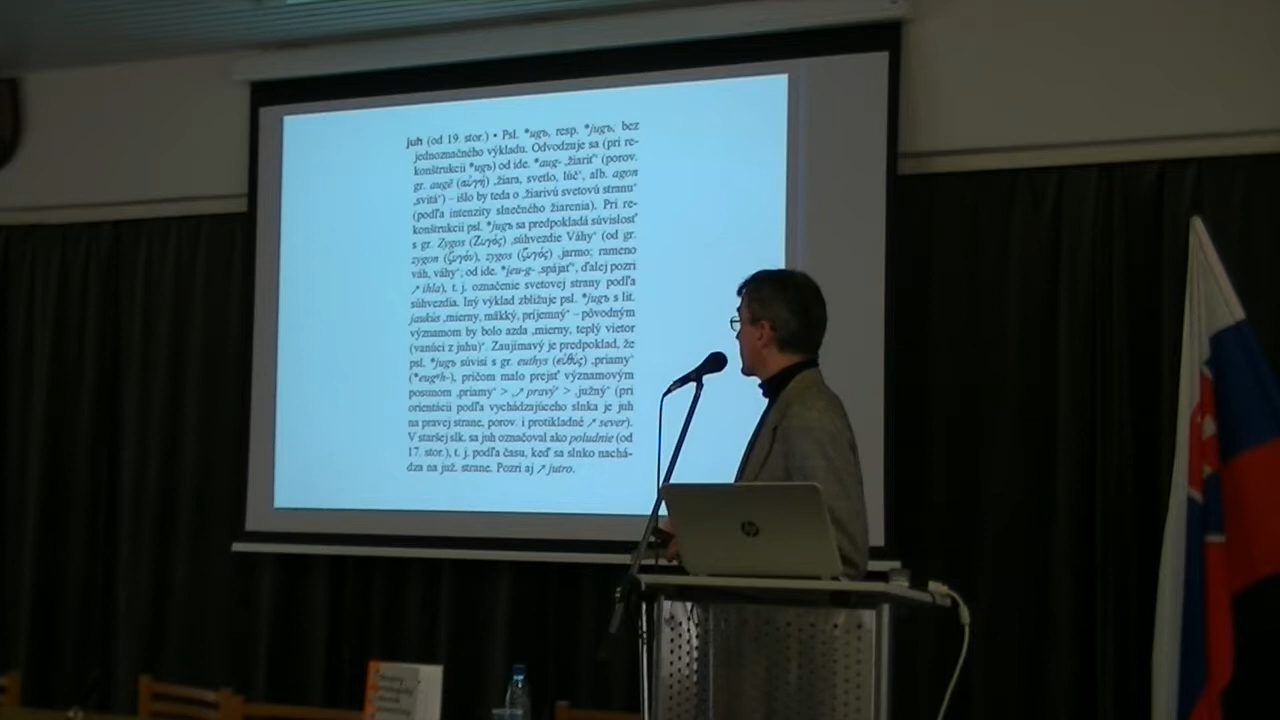 juh (od 19. stor.) • Psl. *ugъ, resp. *jugъ; bez
jednoznačného výkladu. Odvodzuje sa (pri re-
konštrukcii *ugъ) od ide. *aug- ‚žiariť‘ (porov.
gr. augē (αὐγή) ‚žiara, svetlo, lúč‘, alb. agon
‚svitá‘) – išlo by teda o ‚žiarivú svetovú stranu‘
(podľa intenzity slnečného žiarenia). Pri re-
konštrukcii psl. *jugъ sa predpokladá súvislosť
s gr. Zygos (Ζυγός) ‚súhvezdie Váhy‘ (od gr.
zygon (ζυγόν), zygos (ζυγός) ‚jarmo; rameno
váh, váhy‘; od ide. *jeu-g- ‚spájať‘, ďalej pozri
↗ ihla), t. j. označenie svetovej strany podľa
súhvezdia. Iný výklad zbližuje psl. *jugъ s lit.
jaukùs ‚mierny, mäkký, príjemný‘ – pôvodným
významom by bolo azda ‚mierny, teplý vietor
(vanúci z juhu)‘. Zaujímavý je predpoklad, že
psl. *jugъ súvisí s gr. euthys (εὐθύς) ‚priamy‘
(*eugʰh-), pričom malo prejsť významovým
posunom ‚priamy‘ > ‚↗ pravý‘ > ‚južný‘ (pri
orientácii podľa vychádzajúceho slnka je juh
na pravej strane, porov. i protikladné ↗ sever).
V staršej slk. sa juh označoval ako poludnie (od
17. stor.), t. j. podľa času, keď sa slnko nachá-
dza na juž. strane. Pozri aj ↗ jutro.
hp